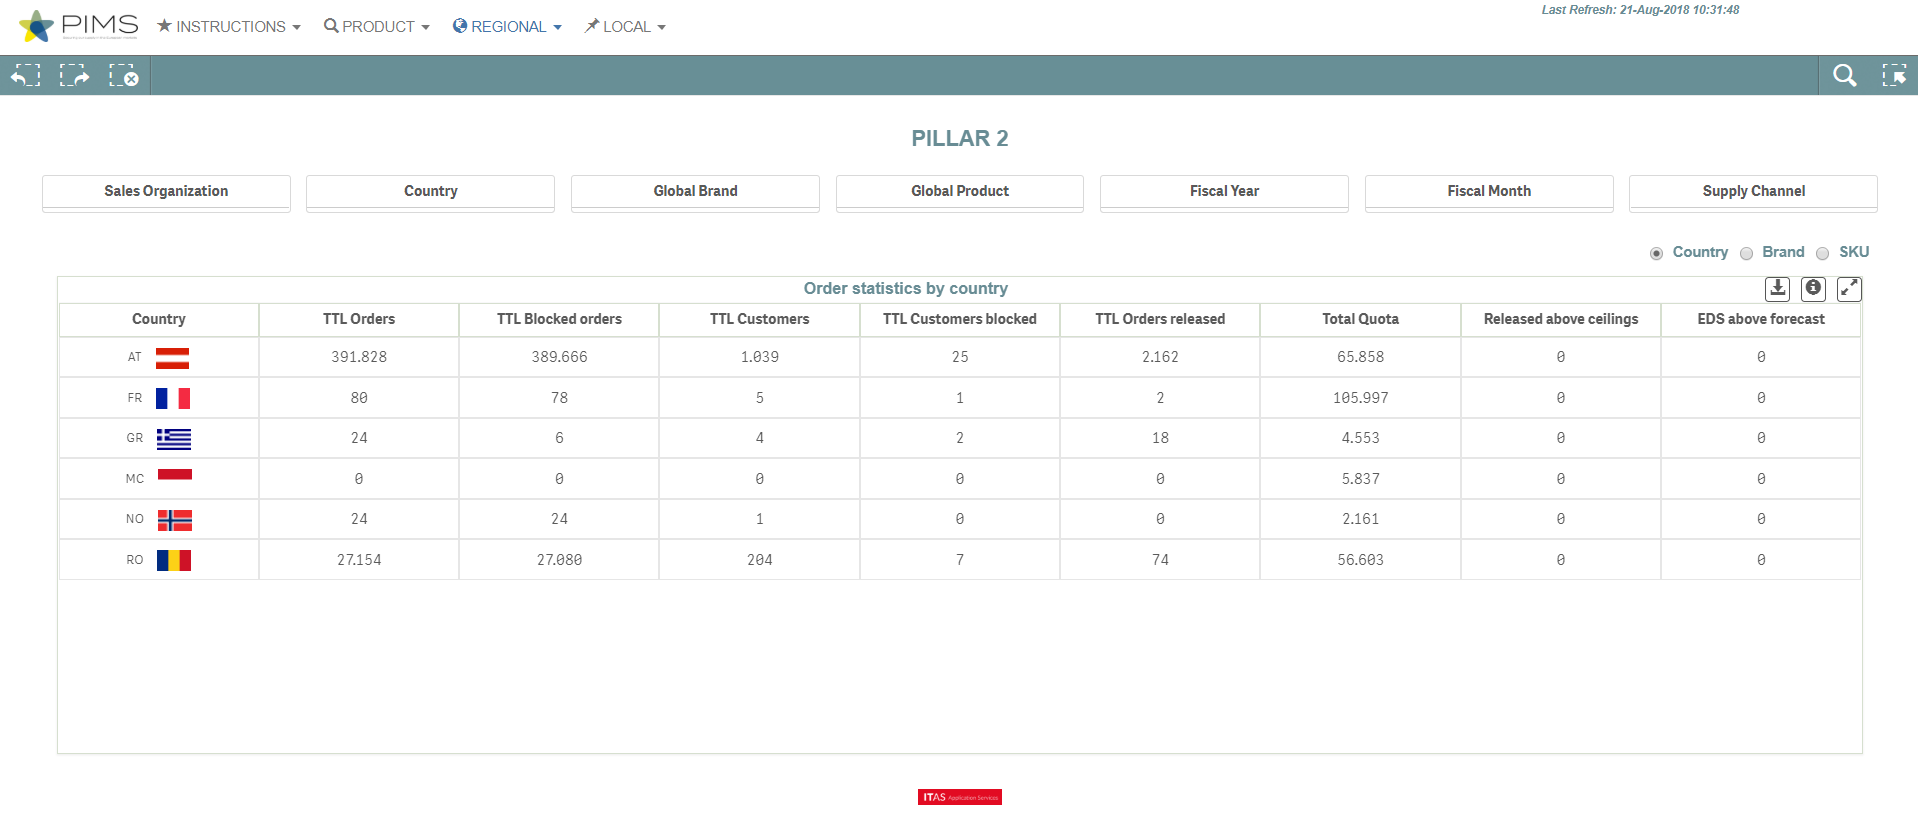 Last Refresh: 21-Aug-2018 10:31:48
PIMS INSTRUCTIONS PRODUCT REGIONAL LOCAL
PILLAR 2
Sales Organization Country Global Brand Global Product Fiscal Year Fiscal Month Supply Channel
Country Brand SKU
Order statistics by country
Country TTL Orders TTL Blocked orders TTL Customers TTL Customers blocked TTL Orders released Total Quota Released above ceilings EDS above forecast
AT 391.828 389.666 1.039 25 2.162 65.858 0 0
FR 80 78 5 1 2 105.997 0 0
GR 24 6 4 2 18 4.553 0 0
MC 0 0 0 0 0 5.837 0 0
NO 24 24 1 0 0 2.161 0 0
RO 27.154 27.080 204 7 74 56.603 0 0
ITAS Application Services